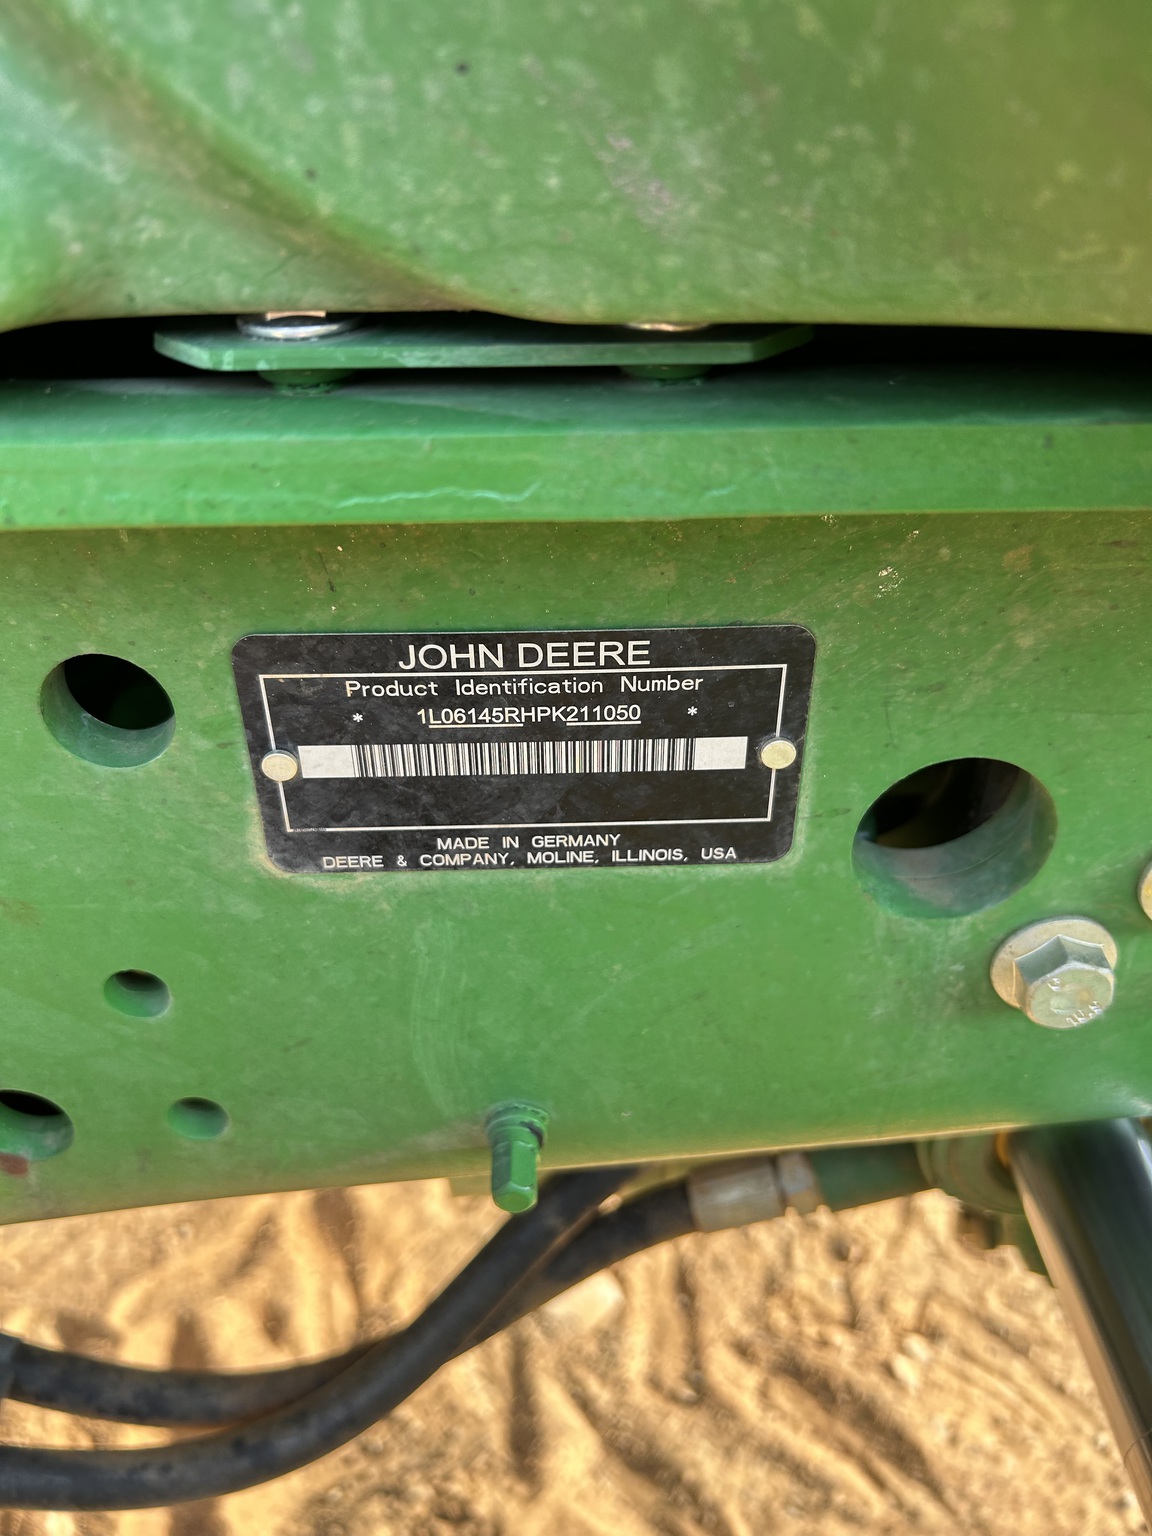 JOHN DEERE
Product Identification Number
* 1L06145RHPK211050 *
MADE IN GERMANY
DEERE & COMPANY, MOLINE, ILLINOIS, USA